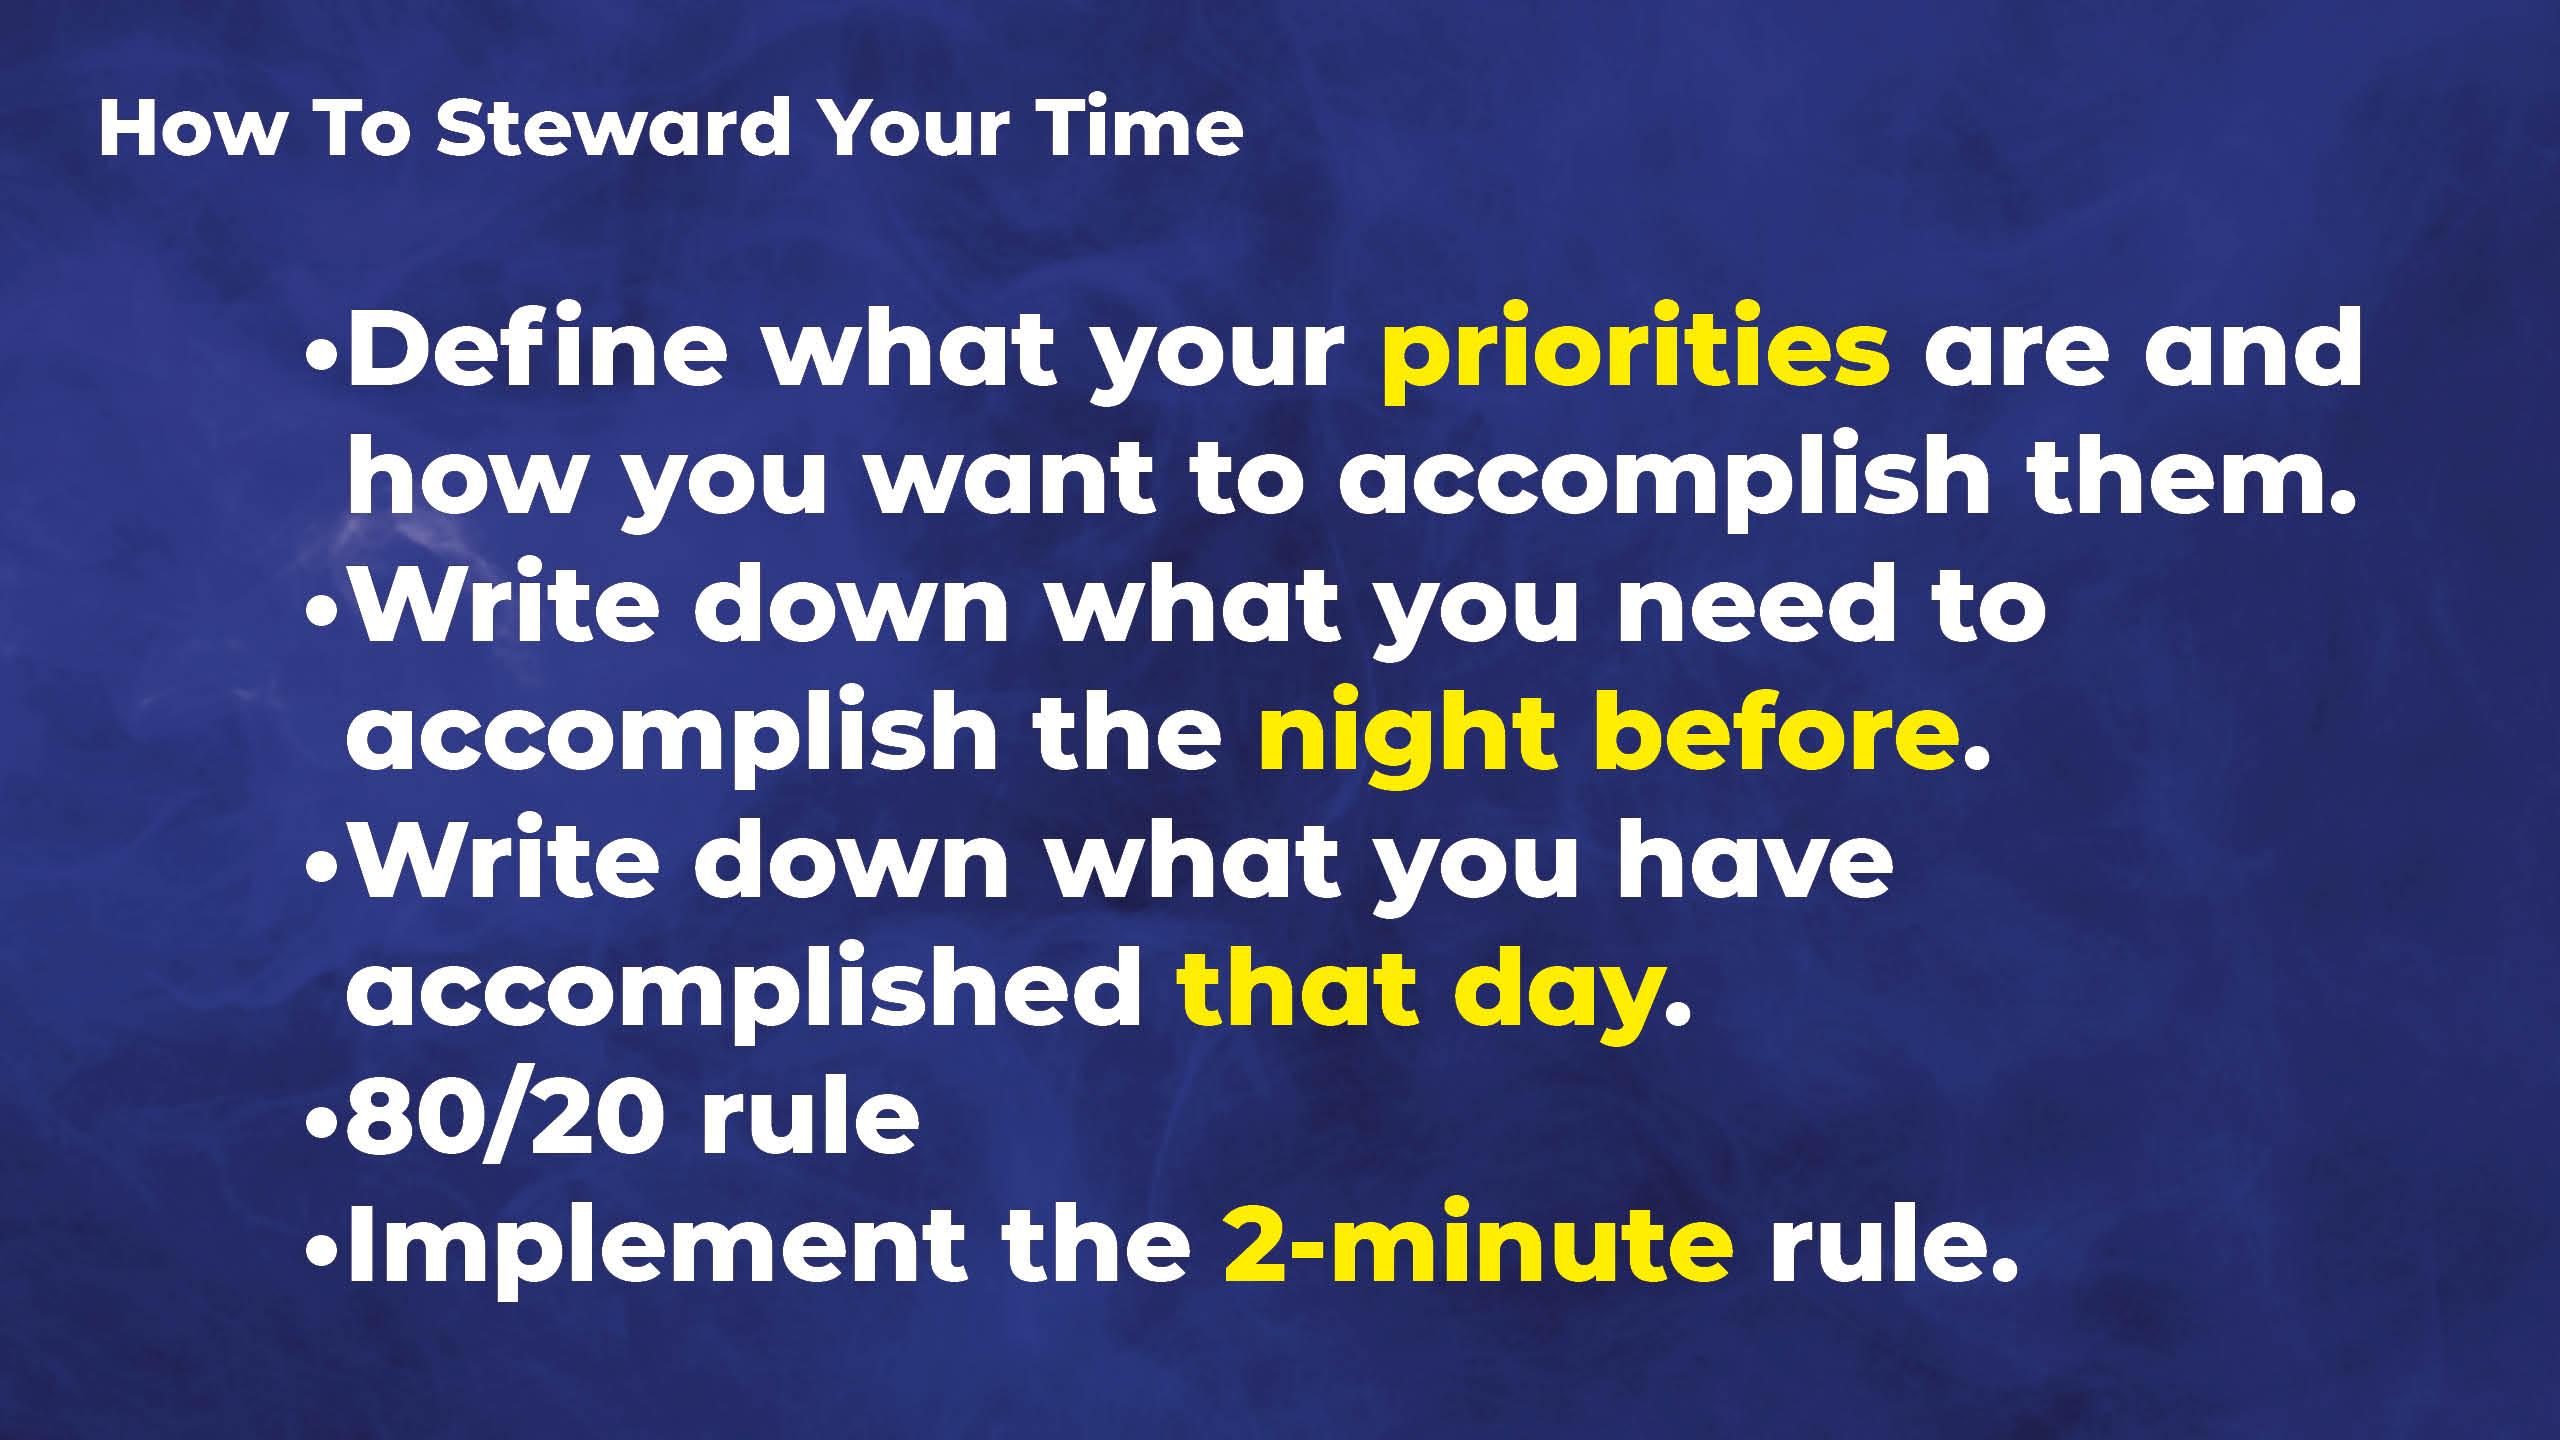 How To Steward Your Time
•Define what your priorities are and
how you want to accomplish them.
•Write down what you need to
accomplish the night before.
•Write down what you have
accomplished that day.
•80/20 rule
•Implement the 2-minute rule.